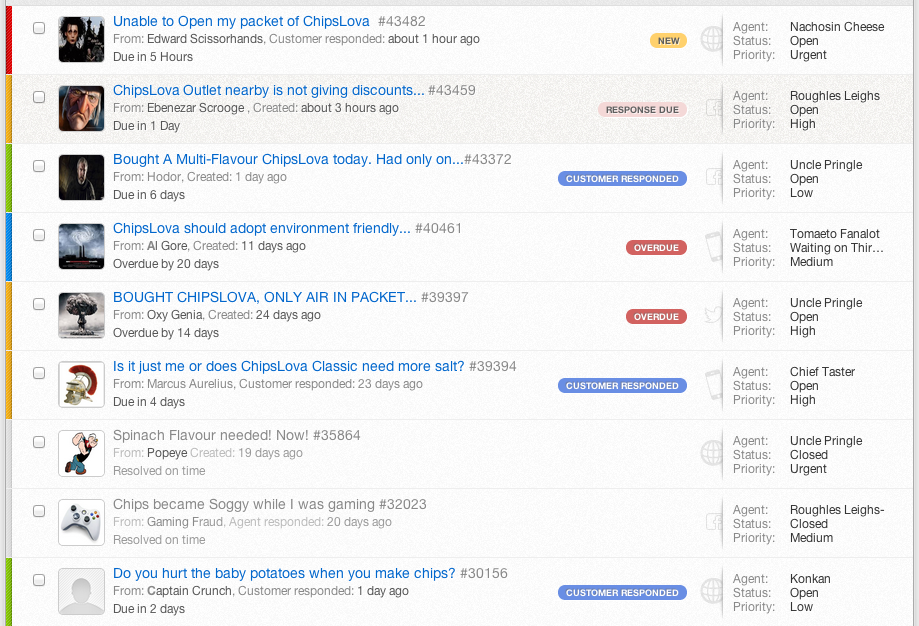 Unable to Open my packet of ChipsLova #43482
From: Edward Scissorhands, Customer responded: about 1 hour ago
Due in 5 Hours
NEW
Agent: Nachosin Cheese
Status: Open
Priority: Urgent
ChipsLova Outlet nearby is not giving discounts... #43459
From: Ebenezar Scrooge , Created: about 3 hours ago
Due in 1 Day
RESPONSE DUE
Agent: Roughles Leighs
Status: Open
Priority: High
Bought A Multi-Flavour ChipsLova today. Had only on...#43372
From: Hodor, Created: 1 day ago
Due in 6 days
CUSTOMER RESPONDED
Agent: Uncle Pringle
Status: Open
Priority: Low
ChipsLova should adopt environment friendly... #40461
From: Al Gore, Created: 11 days ago
Overdue by 20 days
OVERDUE
Agent: Tomaeto Fanalot
Status: Waiting on Thir...
Priority: Medium
BOUGHT CHIPSLOVA, ONLY AIR IN PACKET... #39397
From: Oxy Genia, Created: 24 days ago
Overdue by 14 days
OVERDUE
Agent: Uncle Pringle
Status: Open
Priority: High
Is it just me or does ChipsLova Classic need more salt? #39394
From: Marcus Aurelius, Customer responded: 23 days ago
Due in 4 days
CUSTOMER RESPONDED
Agent: Chief Taster
Status: Open
Priority: High
Spinach Flavour needed! Now! #35864
From: Popeye Created: 19 days ago
Resolved on time
Agent: Uncle Pringle
Status: Closed
Priority: Urgent
Chips became Soggy while I was gaming #32023
From: Gaming Fraud, Agent responded: 20 days ago
Resolved on time
Agent: Roughles Leighs-
Status: Closed
Priority: Medium
Do you hurt the baby potatoes when you make chips? #30156
From: Captain Crunch, Customer responded: 1 day ago
Due in 2 days
CUSTOMER RESPONDED
Agent: Konkan
Status: Open
Priority: Low